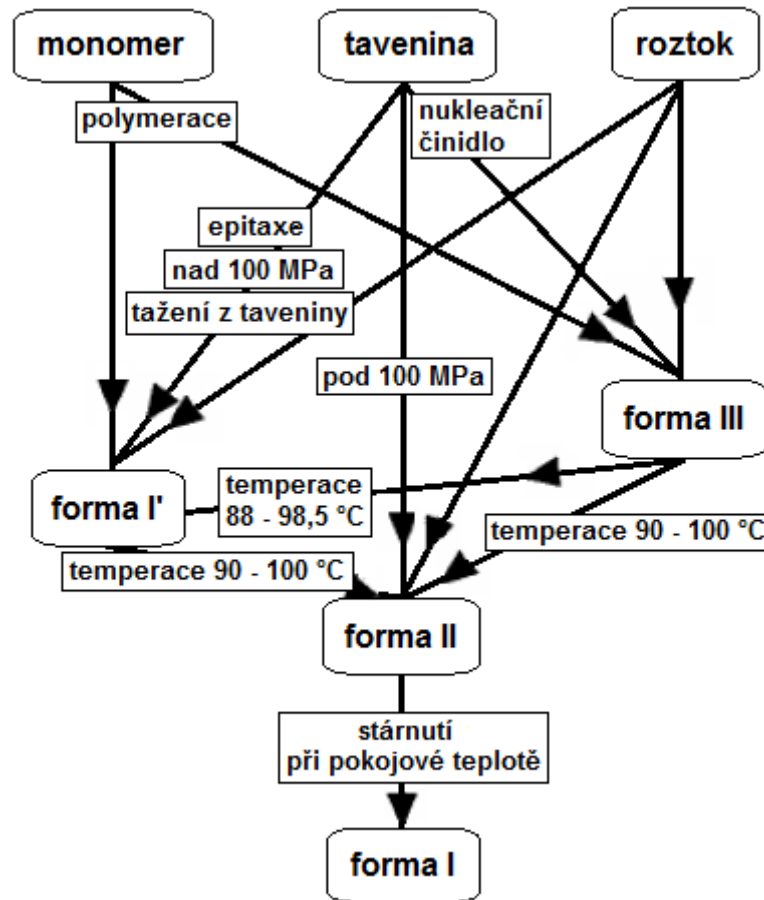 monomer
tavenina
roztok
polymerace
nukleační
činidlo
epitaxe
nad 100 MPa
tažení z taveniny
pod 100 MPa
forma III
forma I'
temperace
88 - 98,5 °C
temperace 90 - 100 °C
temperace 90 - 100 °C
forma II
stárnutí
při pokojové teplotě
forma I